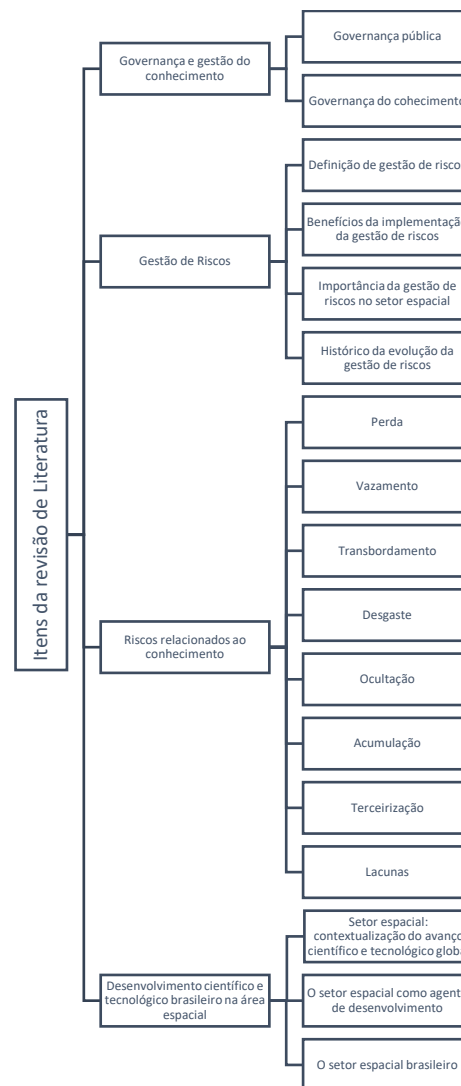 Itens da revisão de Literatura
Governança e gestão do
conhecimento
Governança pública
Governança do cohecimento
Gestão de Riscos
Definição de gestão de risco
Benefícios da implementaçã
da gestão de riscos
Importância da gestão de
riscos no setor espacial
Histórico da evolução da
gestão de riscos
Riscos relacionados ao
conhecimento
Perda
Vazamento
Transbordamento
Desgaste
Ocultação
Acumulação
Terceirização
Lacunas
Desenvolvimento científico e
tecnológico brasileiro na área
espacial
Setor espacial:
contextualização do avanço
científico e tecnológico globa
O setor espacial como agent
de desenvolvimento
O setor espacial brasileiro